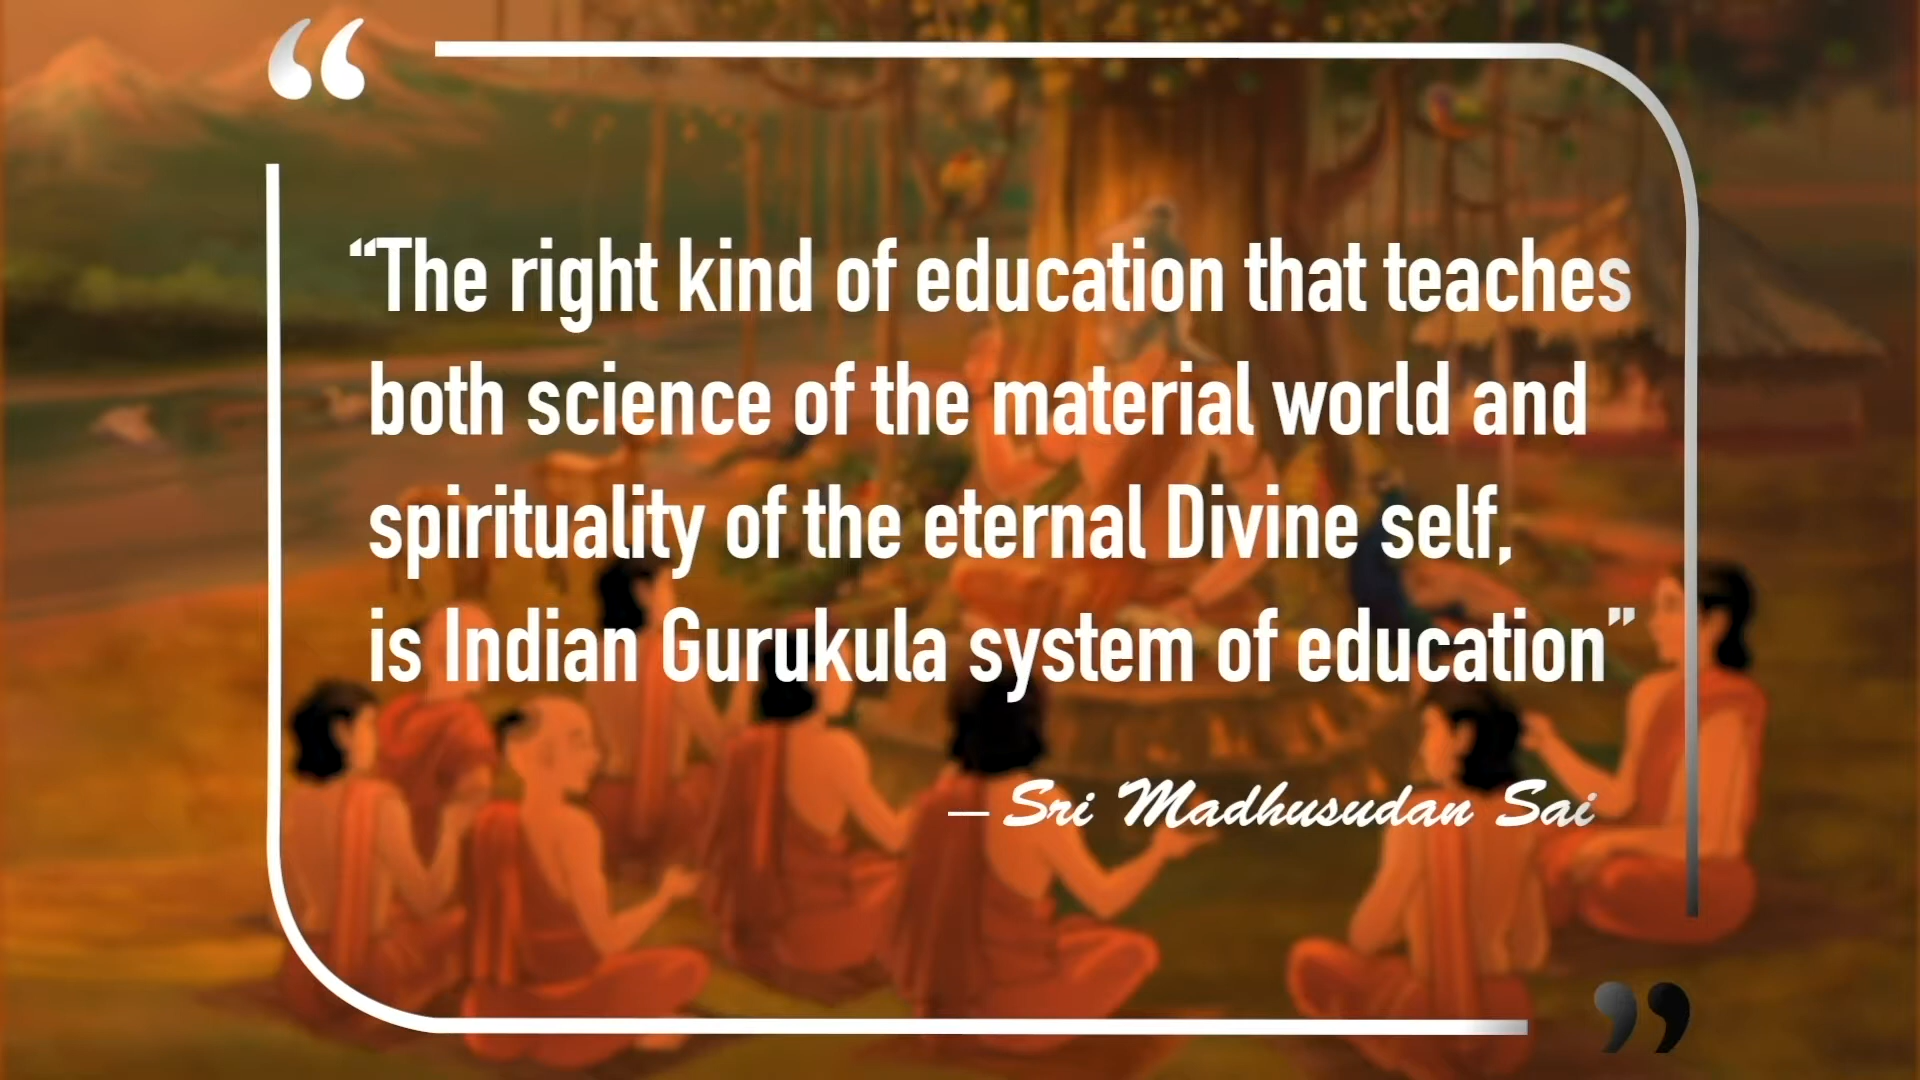 “The right kind of education that teaches
both science of the material world and
spirituality of the eternal Divine self,
is Indian Gurukula system of education”
– Sri Madhusudan Sai